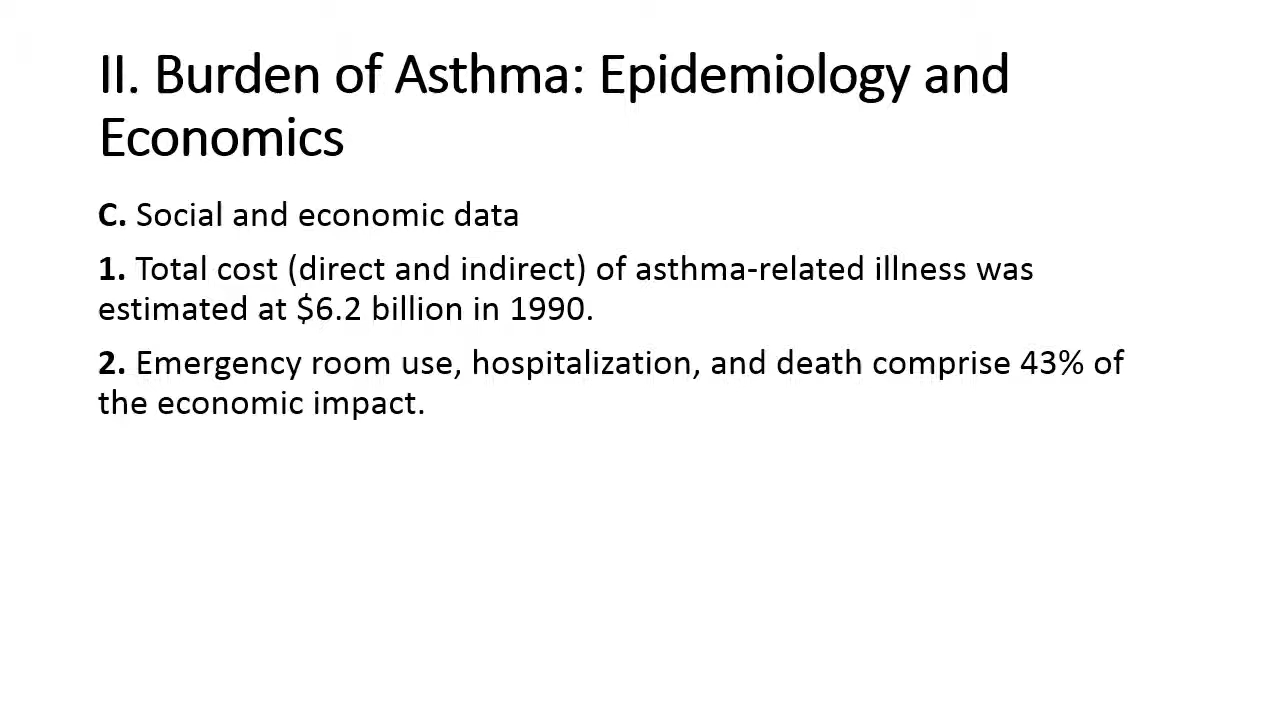 II. Burden of Asthma: Epidemiology and
Economics
C. Social and economic data
1. Total cost (direct and indirect) of asthma-related illness was
estimated at $6.2 billion in 1990.
2. Emergency room use, hospitalization, and death comprise 43% of
the economic impact.